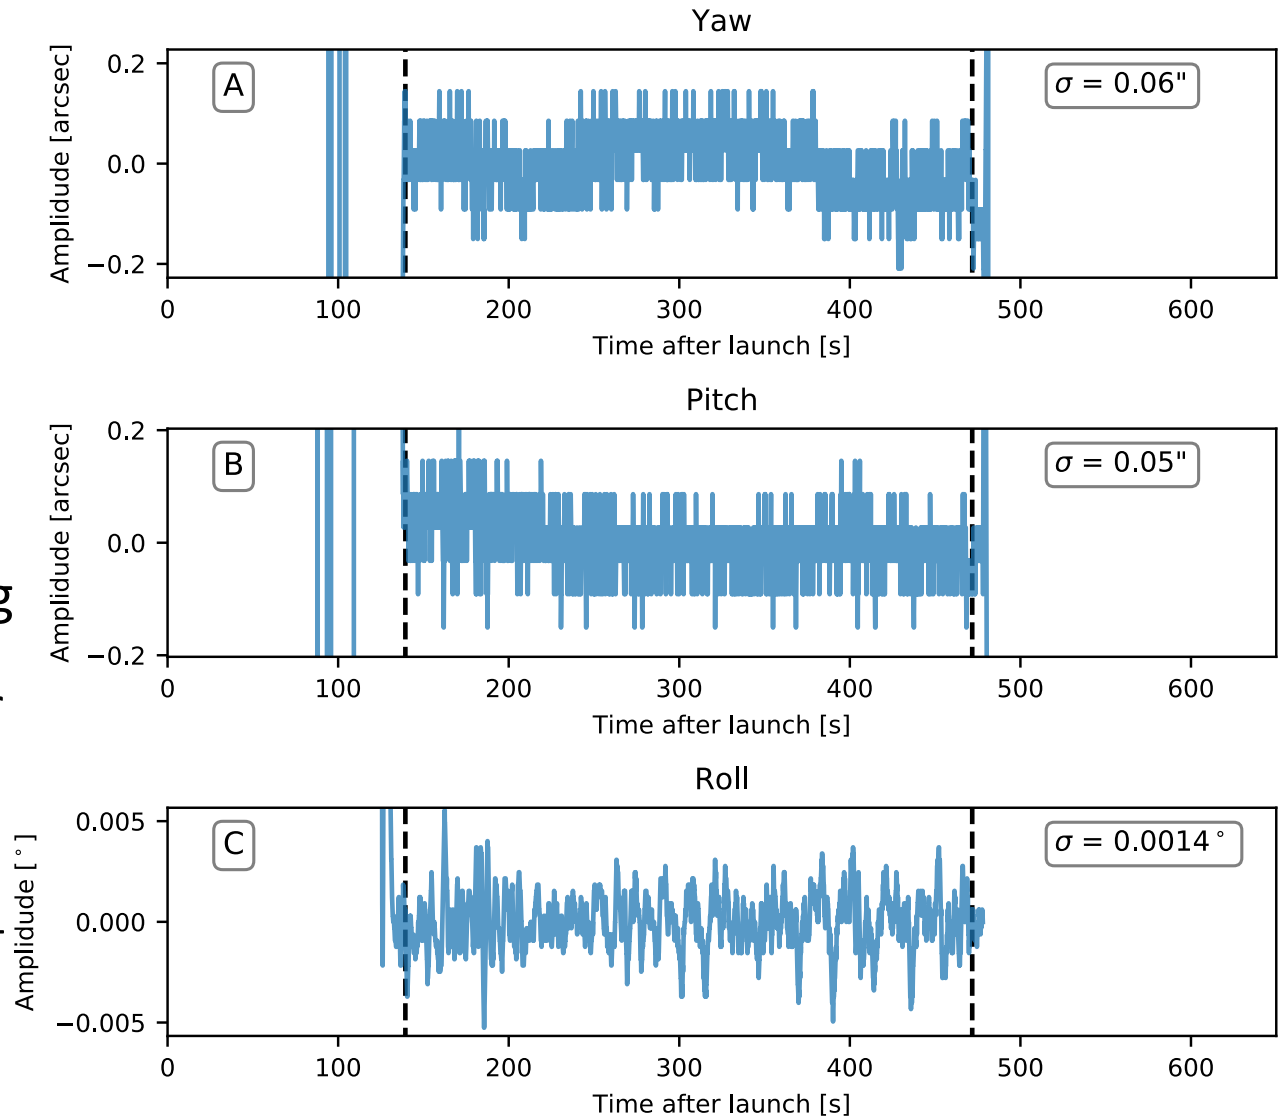 Yaw
A
σ = 0.06"
Amplidude [arcsec]
0.2
0.0
−0.2
0 100 200 300 400 500 600
Time after launch [s]
Pitch
B
σ = 0.05"
Amplidude [arcsec]
0.2
0.0
−0.2
0 100 200 300 400 500 600
Time after launch [s]
Roll
C
σ = 0.0014°
Amplidude [°]
0.005
0.000
−0.005
0 100 200 300 400 500 600
Time after launch [s]